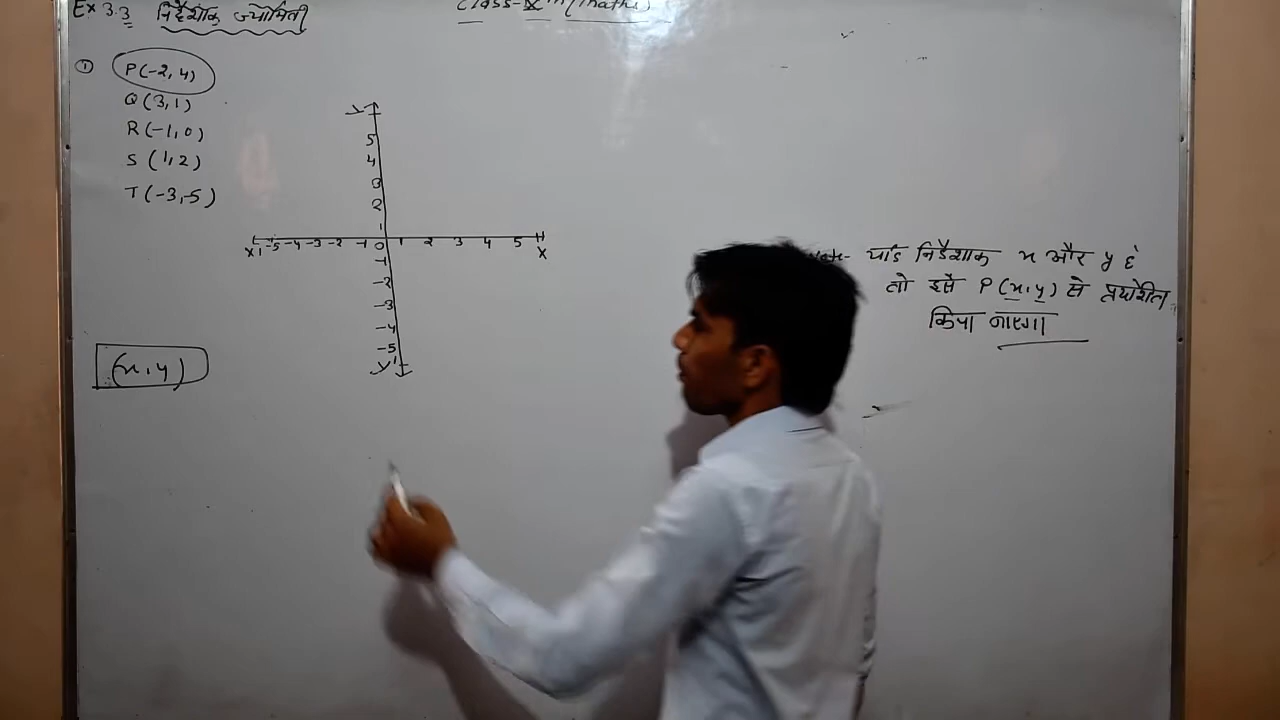 Ex 3.3 निर्देशांक ज्योमिती
Class-IX
① P(-2, 4)
Q(3, 1)
R(-1, 0)
S (1, 2)
T(-3, -5)
y
5
4
3
2
1
x' -5 -4 -3 -2 -1 0 1 2 3 4 5 x
-1
-2
-3
-4
-5
y'
(x, y)
निर्देशांक x और y है
तो इसे P(x, y) से प्रदर्शित
किया जाएगा